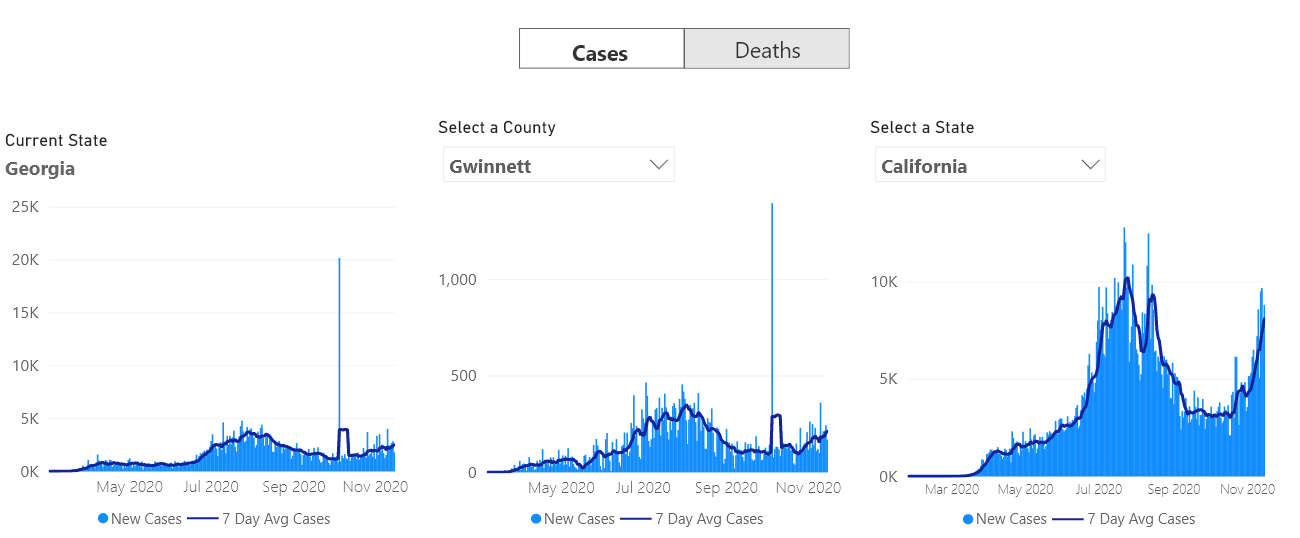 Cases Deaths
Current State
Georgia
25K
20K
15K
10K
5K
0K
May 2020 Jul 2020 Sep 2020 Nov 2020
New Cases 7 Day Avg Cases
Select a County
Gwinnett
1,000
500
0
May 2020 Jul 2020 Sep 2020 Nov 2020
New Cases 7 Day Avg Cases
Select a State
California
10K
5K
0K
Mar 2020 May 2020 Jul 2020 Sep 2020 Nov 2020
New Cases 7 Day Avg Cases